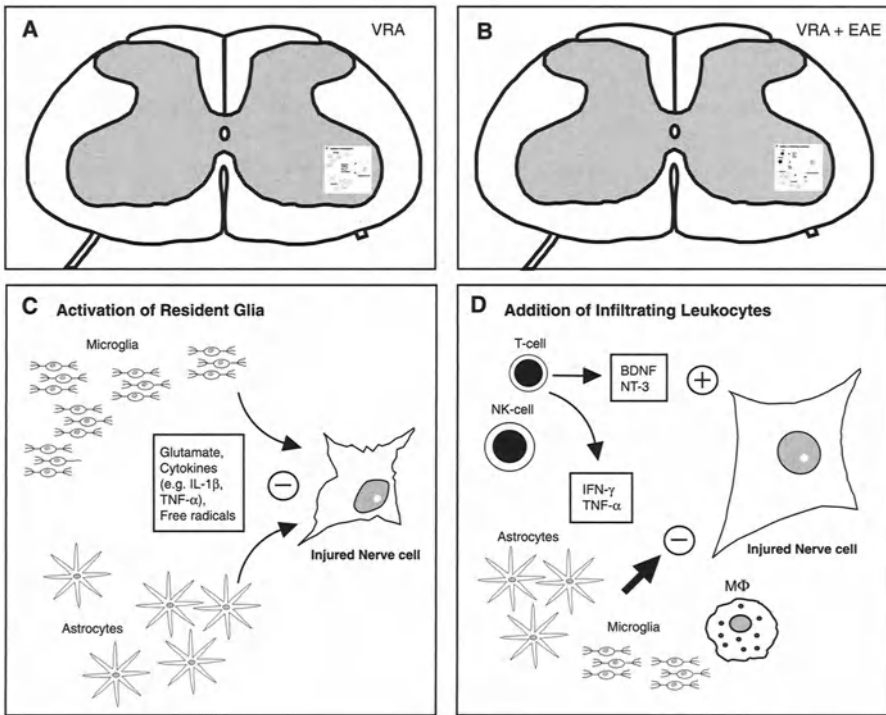 A
VRA
B
VRA + EAE
C Activation of Resident Glia
Microglia
Glutamate,
Cytokines
(e.g. IL-1β,
TNF-α),
Free radicals
Injured Nerve cell
Astrocytes
D Addition of Infiltrating Leukocytes
T-cell
BDNF
NT-3
NK-cell
IFN-γ
TNF-α
Injured Nerve cell
Astrocytes
MΦ
Microglia